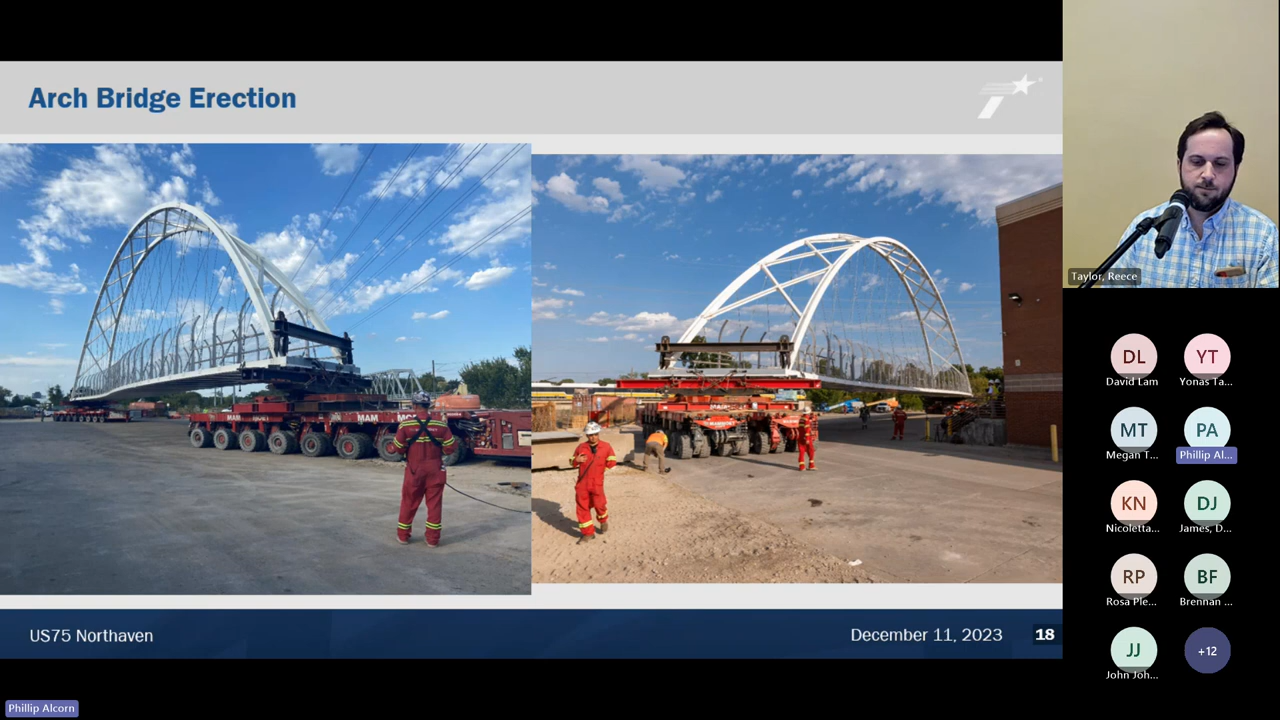 Arch Bridge Erection
MAM
US75 Northaven
December 11, 2023
18
Taylor, Reece
DL
YT
David Lam
Yonas Ta...
MT
PA
Megan T...
Phillip Al...
KN
DJ
Nicoletta...
James, D...
RP
BF
Rosa Ple...
Brennan ...
JJ
+12
John Joh...
Phillip Alcorn